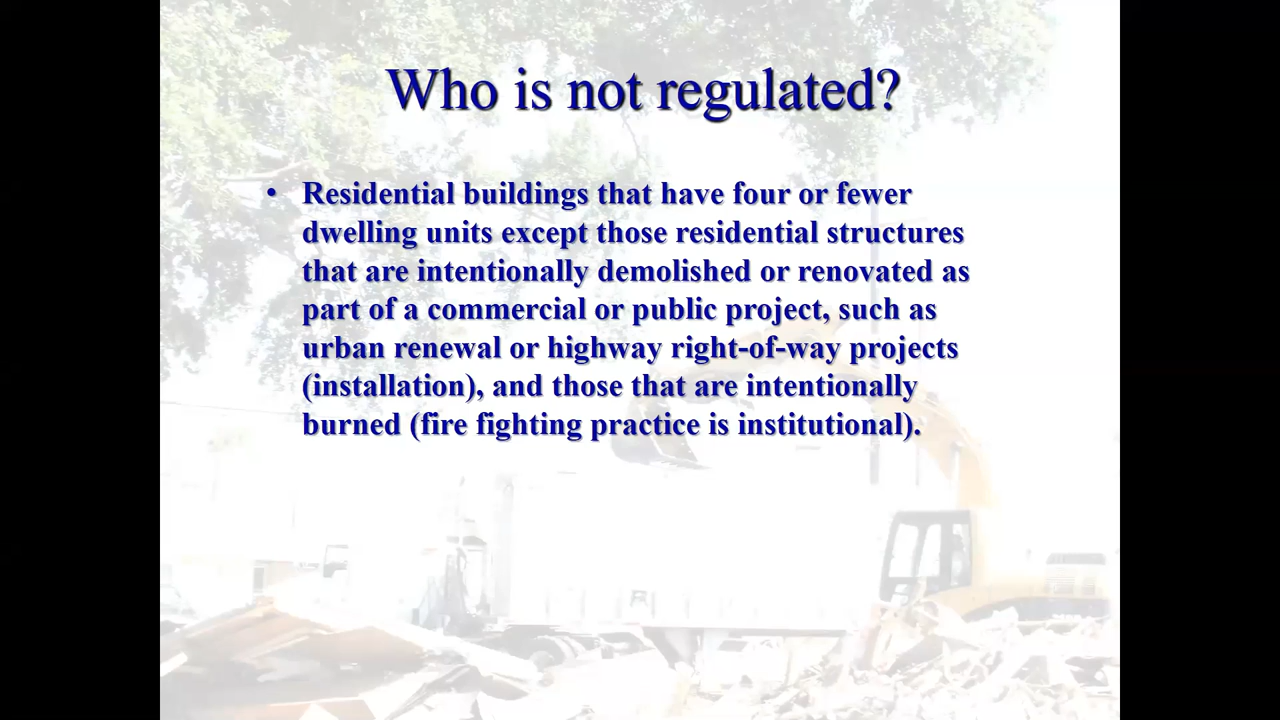 Who is not regulated?
• Residential buildings that have four or fewer
dwelling units except those residential structures
that are intentionally demolished or renovated as
part of a commercial or public project, such as
urban renewal or highway right-of-way projects
(installation), and those that are intentionally
burned (fire fighting practice is institutional).